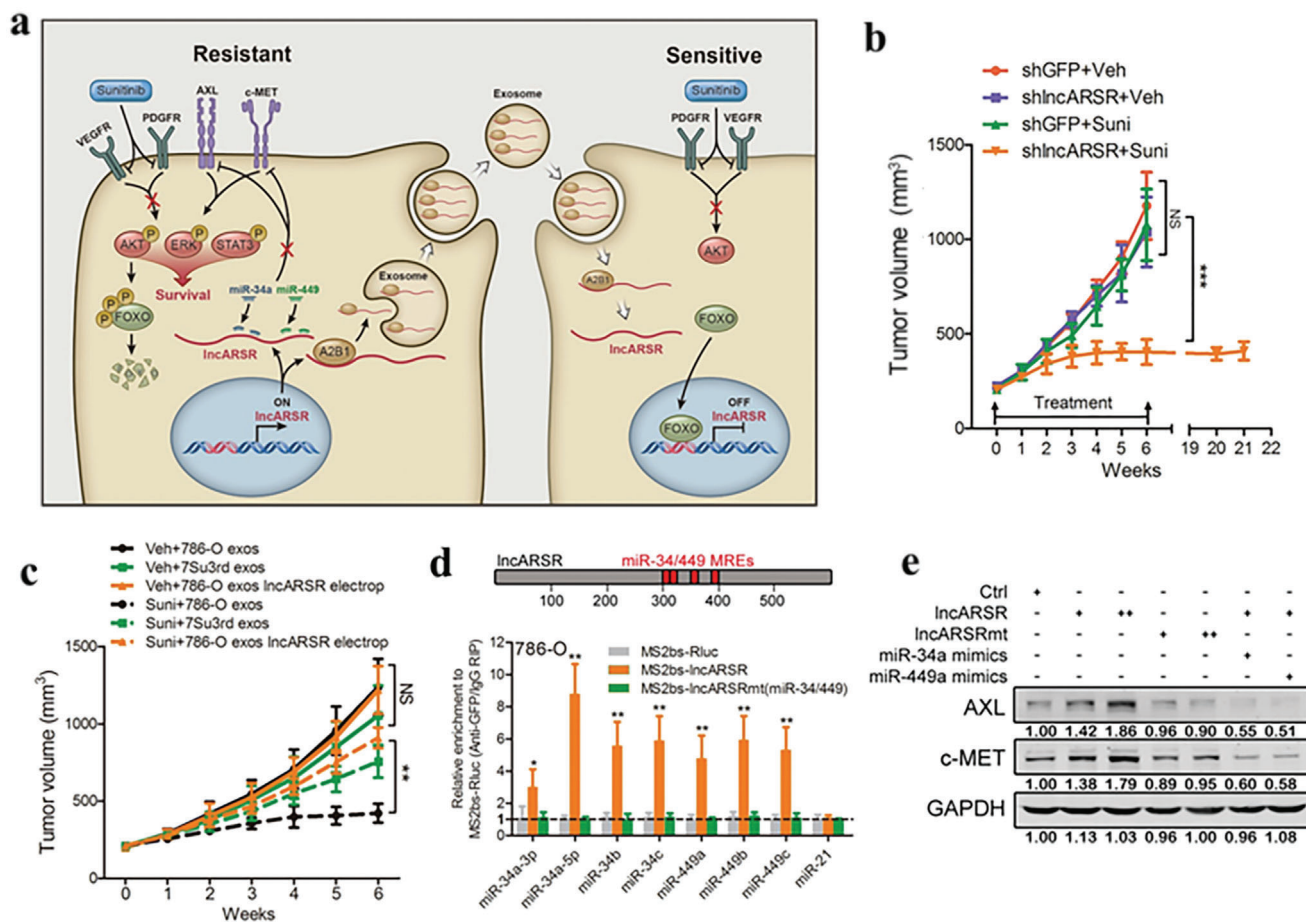 a
Resistant
Sensitive
Sunitinib
AXL
c-MET
VEGFR
PDGFR
Exosome
Sunitinib
PDGFR
VEGFR
AKT
P
ERK
P
STAT3
P
Survival
P
P
P
FOXO
miR-34a
miR-449
lncARSR
A2B1
Exosome
ON
lncARSR
AKT
A2B1
lncARSR
FOXO
FOXO
OFF
lncARSR
b
shGFP+Veh
shlncARSR+Veh
shGFP+Suni
shlncARSR+Suni
Tumor volume (mm3)
1500
1000
500
0
NS
***
Treatment
0 1 2 3 4 5 6 19 20 21 22
Weeks
c
Veh+786-O exos
Veh+7Su3rd exos
Veh+786-O exos lncARSR electrop
Suni+786-O exos
Suni+7Su3rd exos
Suni+786-O exos lncARSR electrop
Tumor volume (mm3)
1500
1000
500
0
NS
**
0 1 2 3 4 5 6
Weeks
d
lncARSR miR-34/449 MREs
100 200 300 400 500
786-O
MS2bs-Rluc
MS2bs-lncARSR
MS2bs-lncARSRmt(miR-34/449)
Relative enrichment to
MS2bs-Rluc (Anti-GFP/IgG RIP)
12
10
8
6
4
2
1
0
* ** ** ** ** ** **
miR-34a-3p
miR-34a-5p
miR-34b
miR-34c
miR-449a
miR-449b
miR-449c
miR-21
e
Ctrl + - - - - - -
lncARSR - + ++ - - + +
lncARSRmt - - - + ++ - -
miR-34a mimics - - - - - + -
miR-449a mimics - - - - - - +
AXL
1.00 1.42 1.86 0.96 0.90 0.55 0.51
c-MET
1.00 1.38 1.79 0.89 0.95 0.60 0.58
GAPDH
1.00 1.13 1.03 0.96 1.00 0.96 1.08